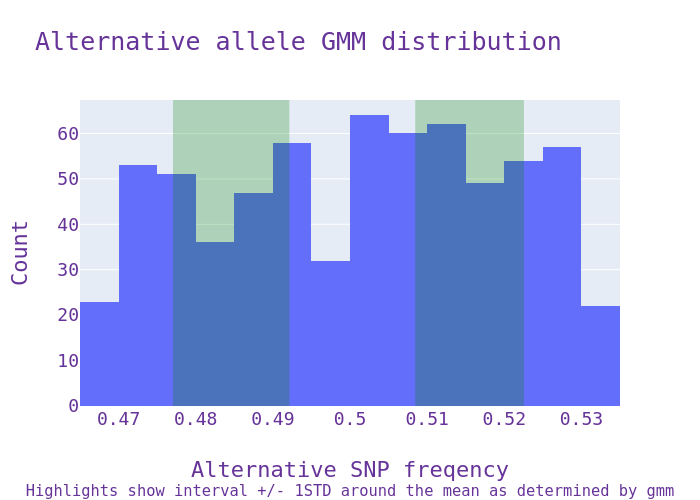 Alternative allele GMM distribution
60
50
40
30
20
10
0
Count
0.47 0.48 0.49 0.5 0.51 0.52 0.53
Alternative SNP freqency
Highlights show interval +/- 1STD around the mean as determined by gmm